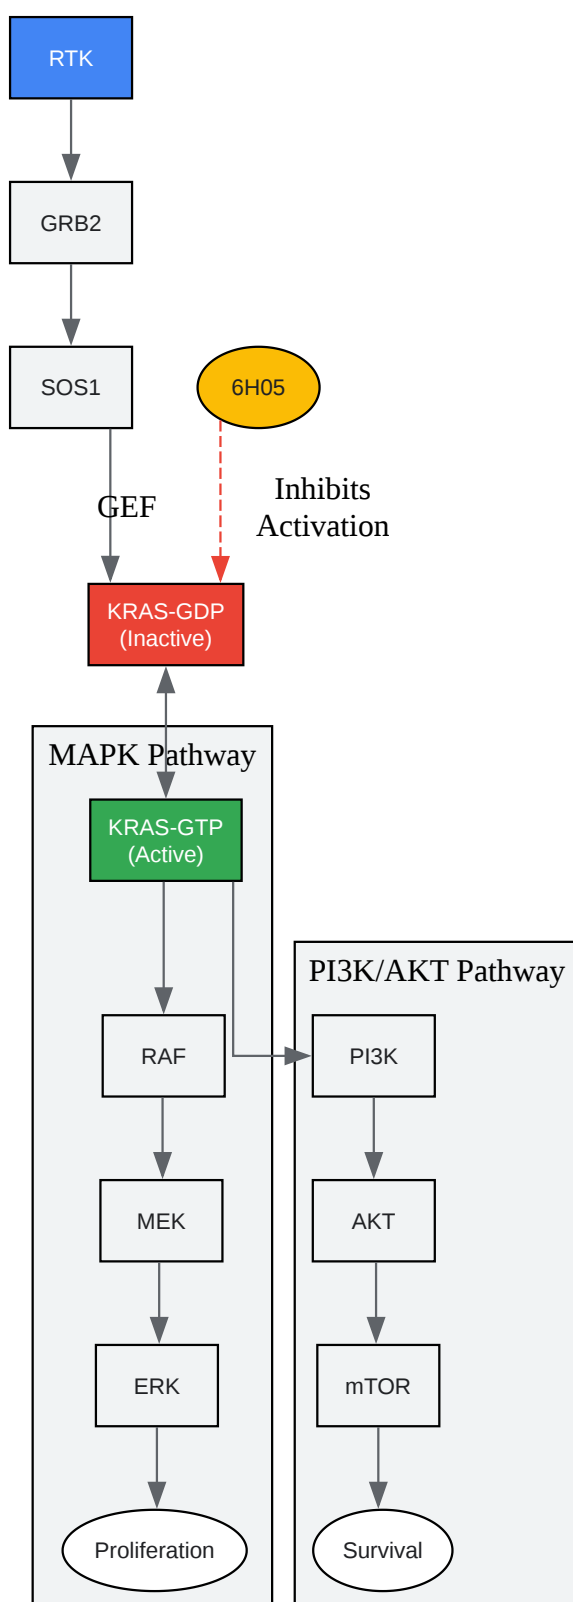 RTK
GRB2
SOS1
6H05
GEF
Inhibits
Activation
KRAS-GDP
(Inactive)
MAPK Pathway
KRAS-GTP
(Active)
PI3K/AKT Pathway
RAF
PI3K
MEK
AKT
ERK
mTOR
Proliferation
Survival